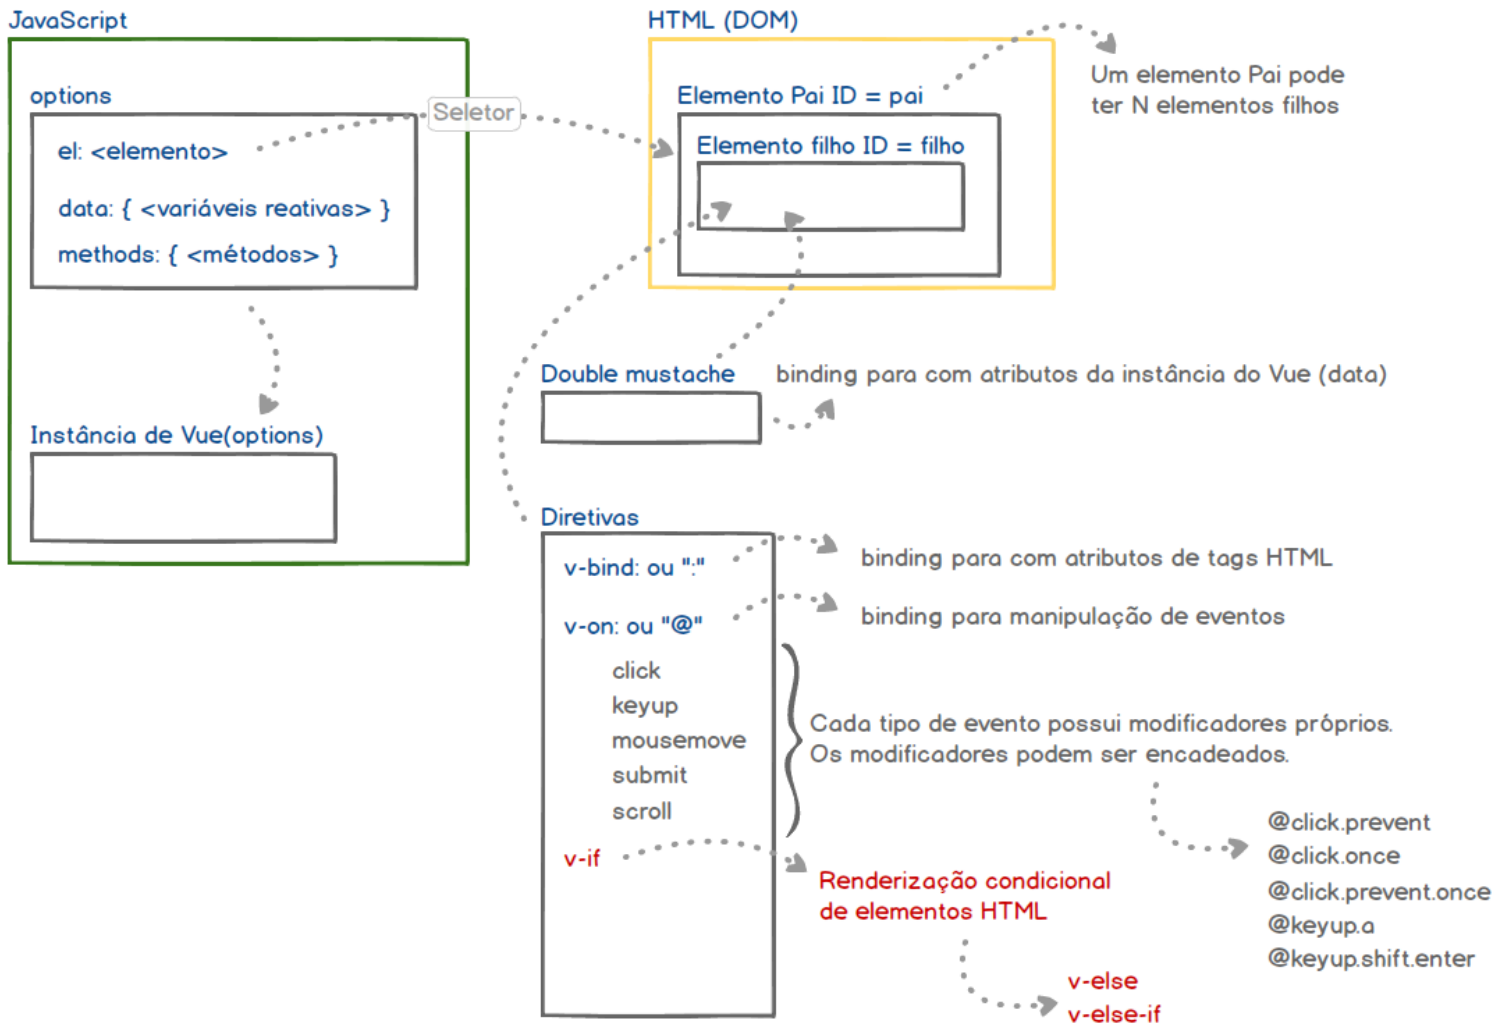 JavaScript
options
el: <elemento>
data: { <variáveis reativas> }
methods: { <métodos> }
Instância de Vue(options)
Seletor
HTML (DOM)
Elemento Pai ID = pai
Elemento filho ID = filho
Um elemento Pai pode
ter N elementos filhos
Double mustache
binding para com atributos da instância do Vue (data)
Diretivas
v-bind: ou ":"
binding para com atributos de tags HTML
v-on: ou "@"
binding para manipulação de eventos
click
keyup
mousemove
submit
scroll
Cada tipo de evento possui modificadores próprios.
Os modificadores podem ser encadeados.
@click.prevent
@click.once
@click.prevent.once
@keyup.a
@keyup.shift.enter
v-if
Renderização condicional
de elementos HTML
v-else
v-else-if